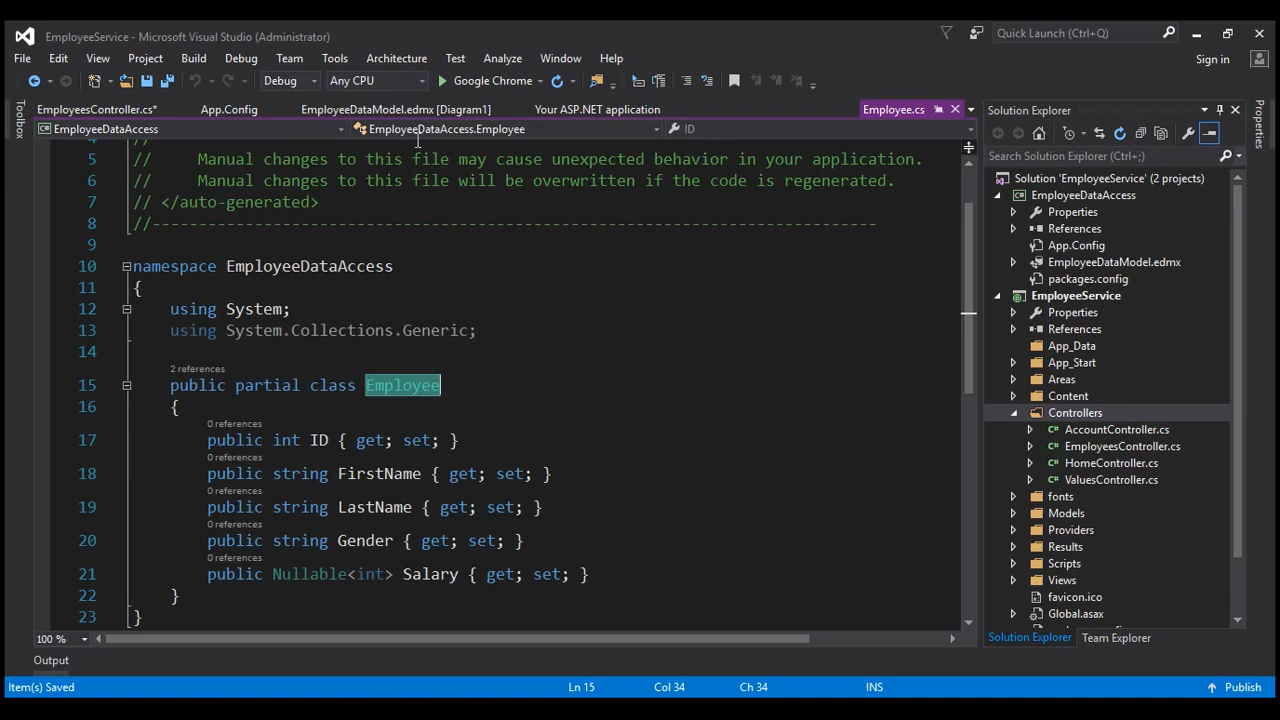 EmployeeService - Microsoft Visual Studio (Administrator)
Quick Launch (Ctrl+Q)
File Edit View Project Build Debug Team Tools Architecture Test Analyze Window Help
Sign in
Debug Any CPU Google Chrome
EmployeesController.cs* App.Config EmployeeDataModel.edmx [Diagram1] Your ASP.NET application Employee.cs
EmployeeDataAccess EmployeeDataAccess.Employee ID
Toolbox
4 //
5 // Manual changes to this file may cause unexpected behavior in your application.
6 // Manual changes to this file will be overwritten if the code is regenerated.
7 // </auto-generated>
8 //------------------------------------------------------------------------------
9
10 namespace EmployeeDataAccess
11 {
12 using System;
13 using System.Collections.Generic;
14
2 references
15 public partial class Employee
16 {
0 references
17 public int ID { get; set; }
0 references
18 public string FirstName { get; set; }
0 references
19 public string LastName { get; set; }
0 references
20 public string Gender { get; set; }
0 references
21 public Nullable<int> Salary { get; set; }
22 }
23 }
100 %
Output
Solution Explorer
Search Solution Explorer (Ctrl+;)
Solution 'EmployeeService' (2 projects)
EmployeeDataAccess
Properties
References
App.Config
EmployeeDataModel.edmx
packages.config
EmployeeService
Properties
References
App_Data
App_Start
Areas
Content
Controllers
C# AccountController.cs
C# EmployeesController.cs
C# HomeController.cs
C# ValuesController.cs
fonts
Models
Providers
Results
Scripts
Views
favicon.ico
Global.asax
Solution Explorer Team Explorer
Properties
Item(s) Saved Ln 15 Col 34 Ch 34 INS Publish